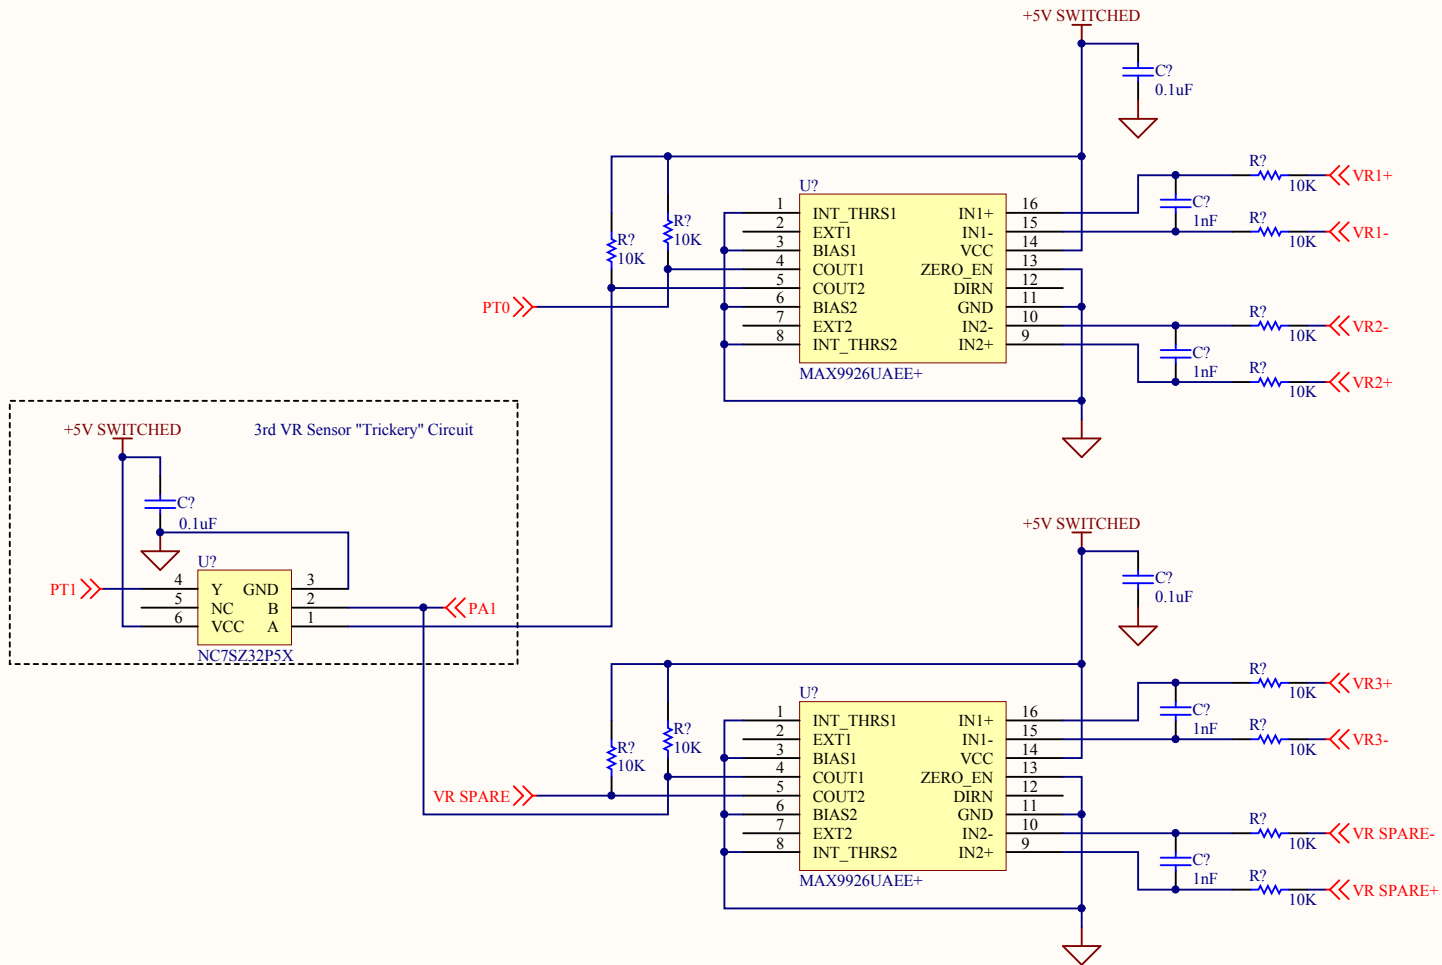 +5V SWITCHED
C?
0.1uF
R?
10K
VR1+
R?
10K
VR1-
C?
1nF
R?
10K
R?
10K
U?
1 INT_THRS1 IN1+ 16
2 EXT1 IN1- 15
3 BIAS1 VCC 14
4 COUT1 ZERO_EN 13
5 COUT2 DIRN 12
6 BIAS2 GND 11
7 EXT2 IN2- 10
8 INT_THRS2 IN2+ 9
MAX9926UAEE+
PT0
R?
10K
VR2-
C?
1nF
R?
10K
VR2+
+5V SWITCHED
3rd VR Sensor "Trickery" Circuit
C?
0.1uF
U?
PT1
4 Y GND 3
5 NC B 2
6 VCC A 1
NC7SZ32P5X
PA1
+5V SWITCHED
C?
0.1uF
R?
10K
VR3+
R?
10K
VR3-
C?
1nF
R?
10K
R?
10K
U?
1 INT_THRS1 IN1+ 16
2 EXT1 IN1- 15
3 BIAS1 VCC 14
4 COUT1 ZERO_EN 13
5 COUT2 DIRN 12
6 BIAS2 GND 11
7 EXT2 IN2- 10
8 INT_THRS2 IN2+ 9
MAX9926UAEE+
VR SPARE
R?
10K
VR SPARE-
C?
1nF
R?
10K
VR SPARE+